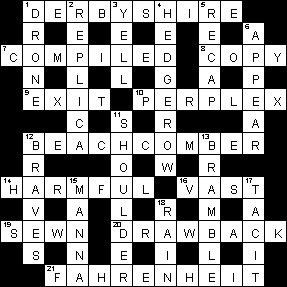 1 D E R 2 B Y 3 S H I 4 R E 5
R E E E 6 A
7 C O M P I L E D 8 C O P Y
N L L G A P
9 E X I T 10 P E R P L E X
C 11 S R A
12 B E A C H C O M 13 B E R
R O W R
14 H A R 15 M F U L 16 V A S 17 T
V A L 18 R M A
19 S E W N 20 D R A W B A C K
S N E I L I
21 F A H R E N H E I T